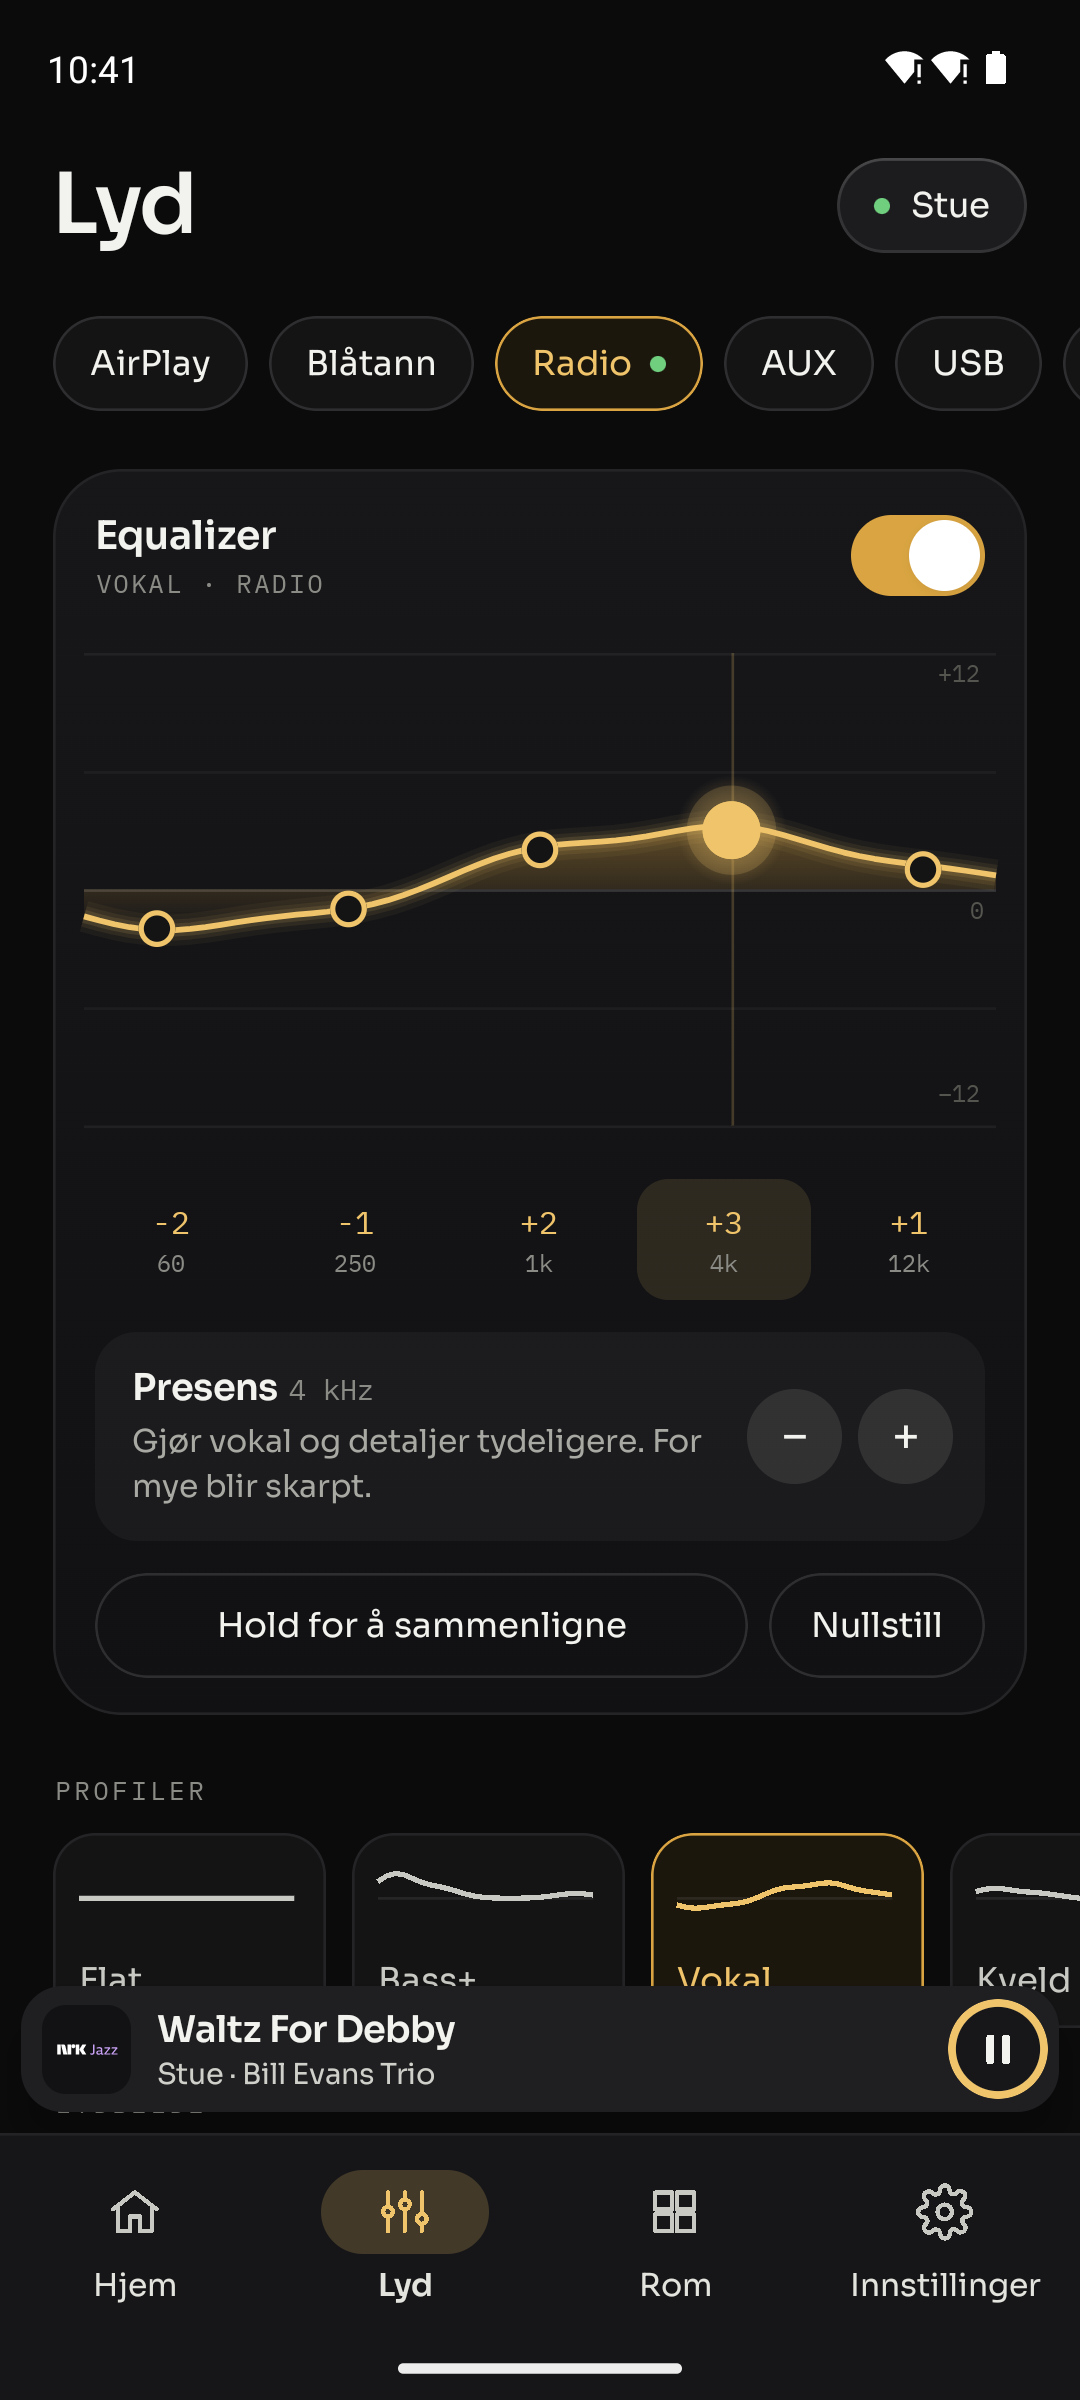 10:41
Lyd
Stue
AirPlay
Blåtann
Radio
AUX
USB
Equalizer
VOKAL · RADIO
+12
0
−12
-2
60
-1
250
+2
1k
+3
4k
+1
12k
Presens 4 kHz
Gjør vokal og detaljer tydeligere. For
mye blir skarpt.
−
+
Hold for å sammenligne
Nullstill
PROFILER
Flat
Bass+
Vokal
Kveld
nrk Jazz
Waltz For Debby
Stue · Bill Evans Trio
Hjem
Lyd
Rom
Innstillinger